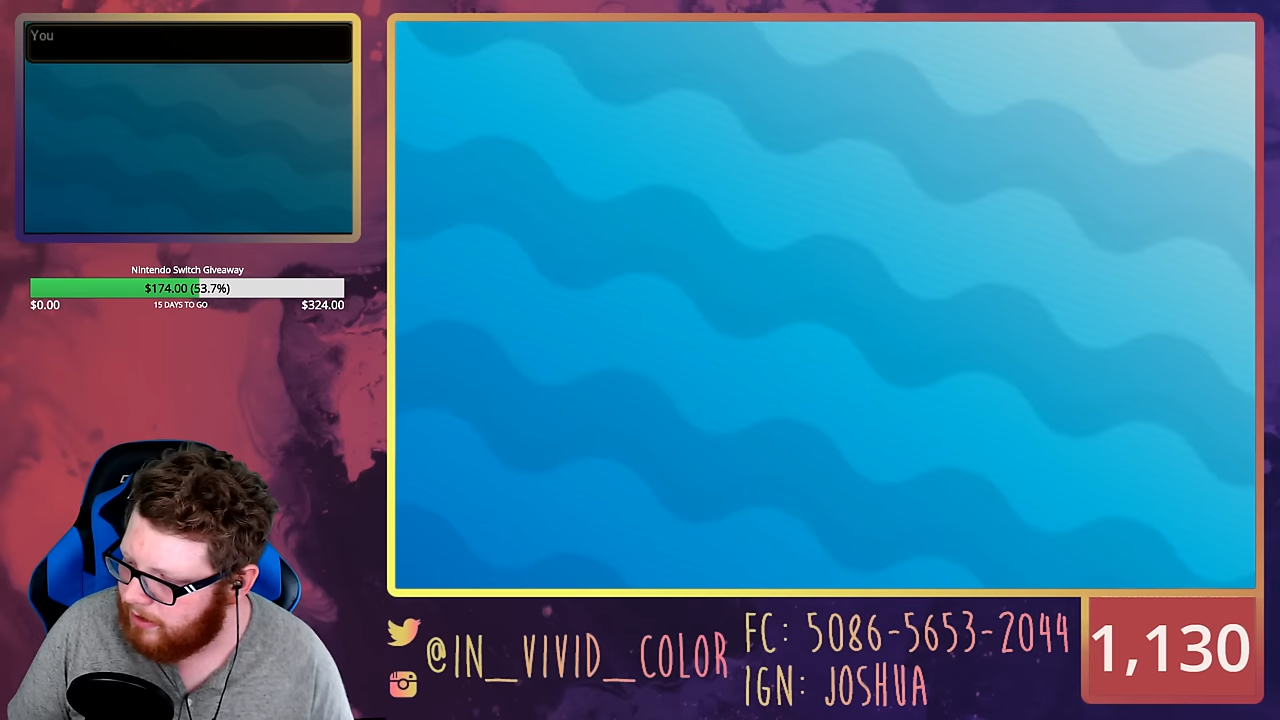 You
Nintendo Switch Giveaway
$174.00 (53.7%)
$0.00
15 DAYS TO GO
$324.00
@IN_VIVID_COLOR
FC: 5086-5653-2044
IGN: JOSHUA
1,130